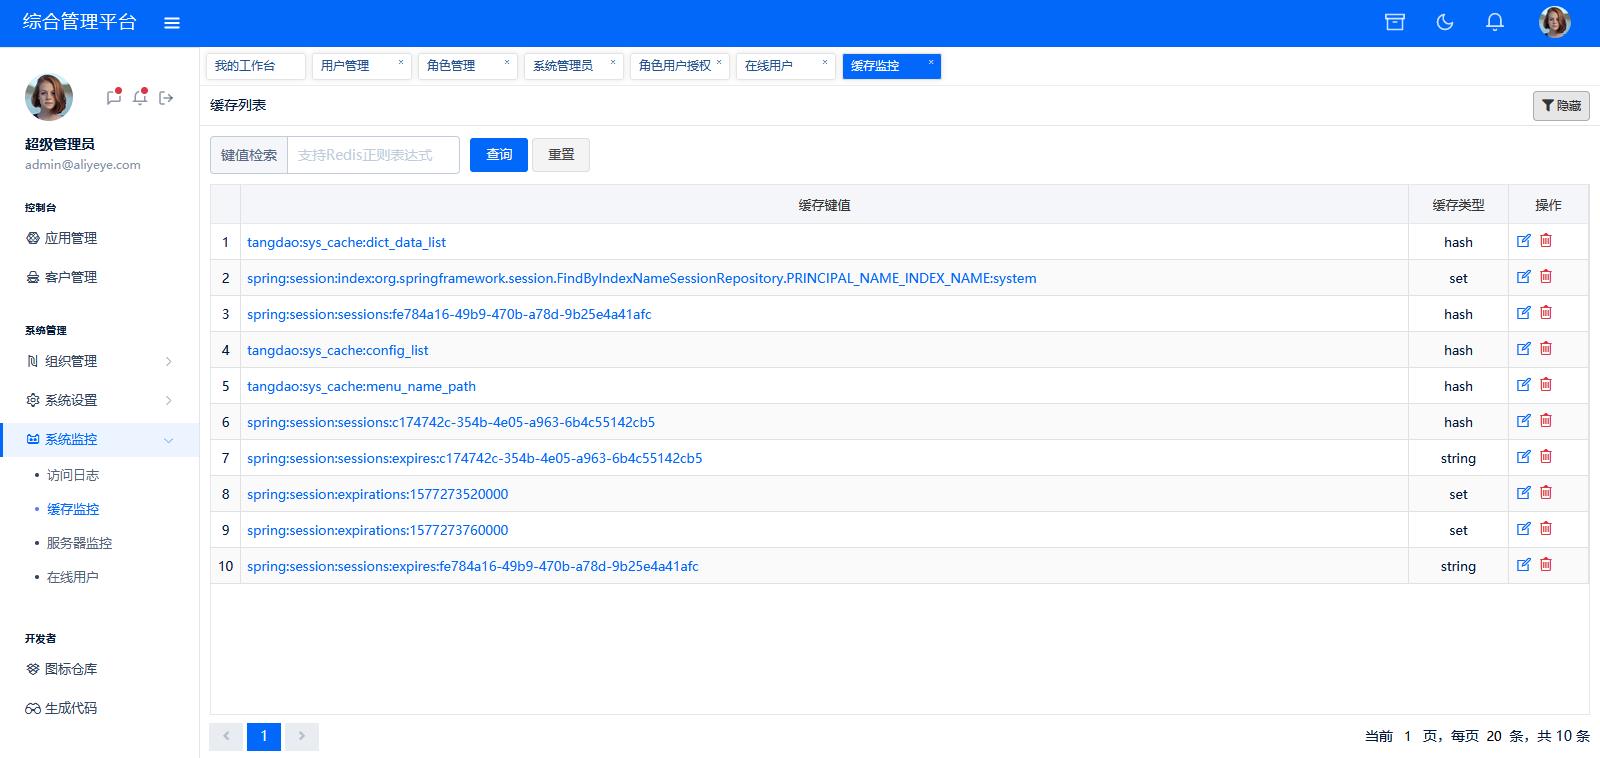 综合管理平台
我的工作台 用户管理 × 角色管理 × 系统管理员 × 角色用户授权 × 在线用户 × 缓存监控 ×
超级管理员
admin@aliyeye.com
控制台
应用管理
客户管理
系统管理
组织管理
系统设置
系统监控
访问日志
缓存监控
服务器监控
在线用户
开发者
图标仓库
生成代码
缓存列表 隐藏
键值检索 支持Redis正则表达式 查询 重置
缓存键值 缓存类型 操作
1 tangdao:sys_cache:dict_data_list hash
2 spring:session:index:org.springframework.session.FindByIndexNameSessionRepository.PRINCIPAL_NAME_INDEX_NAME:system set
3 spring:session:sessions:fe784a16-49b9-470b-a78d-9b25e4a41afc hash
4 tangdao:sys_cache:config_list hash
5 tangdao:sys_cache:menu_name_path hash
6 spring:session:sessions:c174742c-354b-4e05-a963-6b4c55142cb5 hash
7 spring:session:sessions:expires:c174742c-354b-4e05-a963-6b4c55142cb5 string
8 spring:session:expirations:1577273520000 set
9 spring:session:expirations:1577273760000 set
10 spring:session:sessions:expires:fe784a16-49b9-470b-a78d-9b25e4a41afc string
1
当前 1 页，每页 20 条，共 10 条